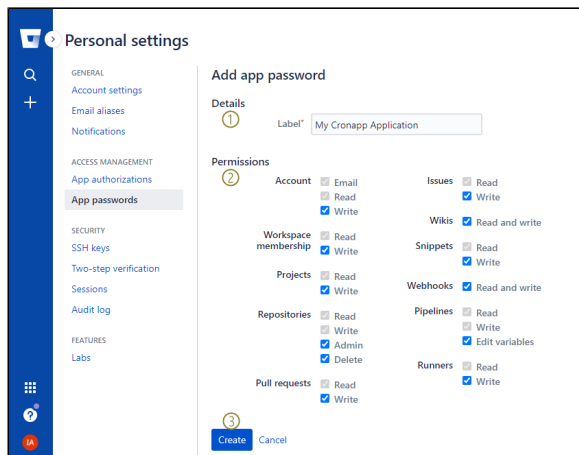 Personal settings
GENERAL
Account settings
Email aliases
Notifications
ACCESS MANAGEMENT
App authorizations
App passwords
SECURITY
SSH keys
Two-step verification
Sessions
Audit log
FEATURES
Labs
?
IA
Add app password
Details
1
Label* My Cronapp Application
Permissions
2
Account Email
Read
Write
Workspace membership Read
Write
Projects Read
Write
Repositories Read
Write
Admin
Delete
Pull requests Read
Write
Issues Read
Write
Wikis Read and write
Snippets Read
Write
Webhooks Read and write
Pipelines Read
Write
Edit variables
Runners Read
Write
3
Create Cancel